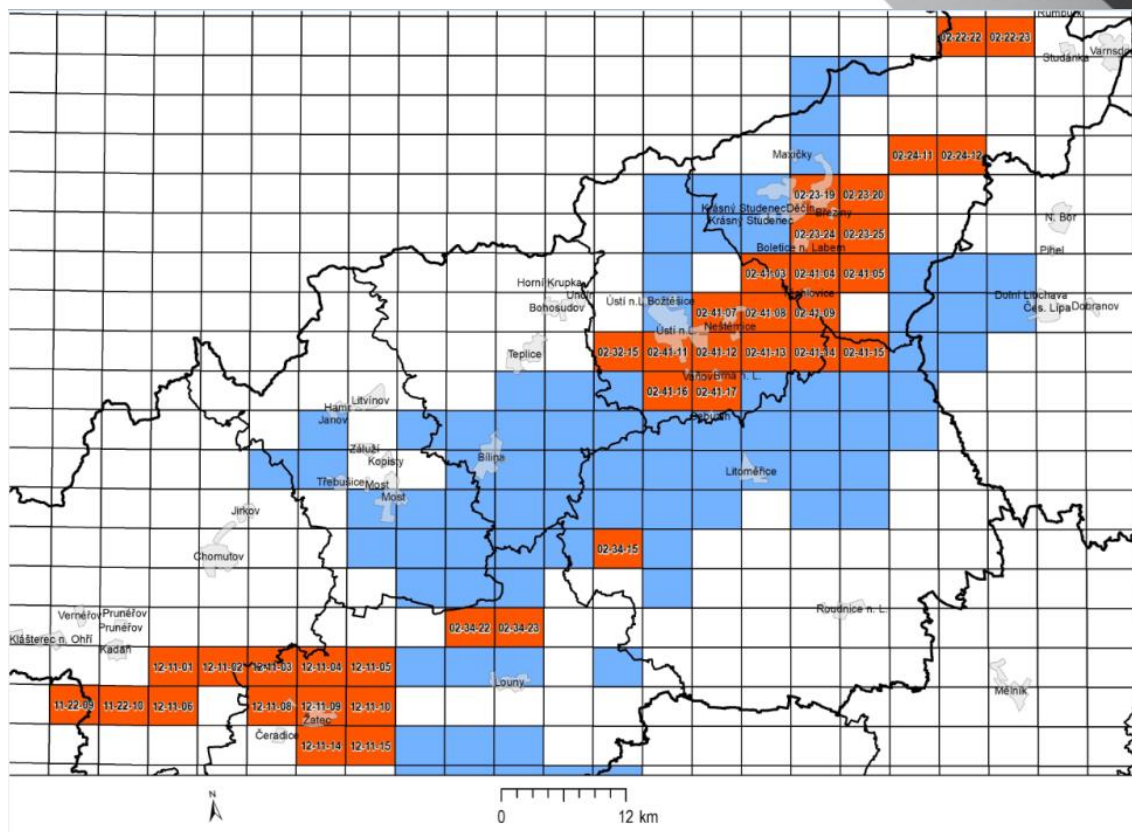 Rumburk
02-22-22 02-22-23
Studánka
Varnsdo
Maxičky
02-24-11 02-24-12
02-23-19 02-23-20
Krásný Studenec Děčín
Březiny
Krásný Studenec
N. Bor
02-23-24 02-23-25
Boletice n. Labem
Pihel
02-41-03 02-41-04 02-41-05
Horní Krupka
Unčín
Bohosudov
Dolní Libchava
Ústí n.L. Božtěšice
Čes. Lípa
Dobranov
02-41-07 02-41-08 02-41-09
Neštěmice
Ústí n.L.
Teplice
02-32-15 02-41-11 02-41-12 02-41-13 02-41-14 02-41-15
Vaňov Brná n. L.
02-41-16 02-41-17
Litvínov
Hamr
Janov
Záluží
Kopisty
Bílina
Litoměřice
Třebušice
Most
Most
Jirkov
Chomutov
02-34-15
Vernéřov
Prunéřov
Prunéřov
Roudnice n. L.
02-34-22 02-34-23
Klášterec n. Ohří
Kadaň
12-11-01 12-11-02 12-11-03 12-11-04 12-11-05
Louny
Mělník
11-22-09 11-22-10 12-11-06 12-11-08 12-11-09 12-11-10
Žatec
Čeradice
12-11-14 12-11-15
N
0 12 km